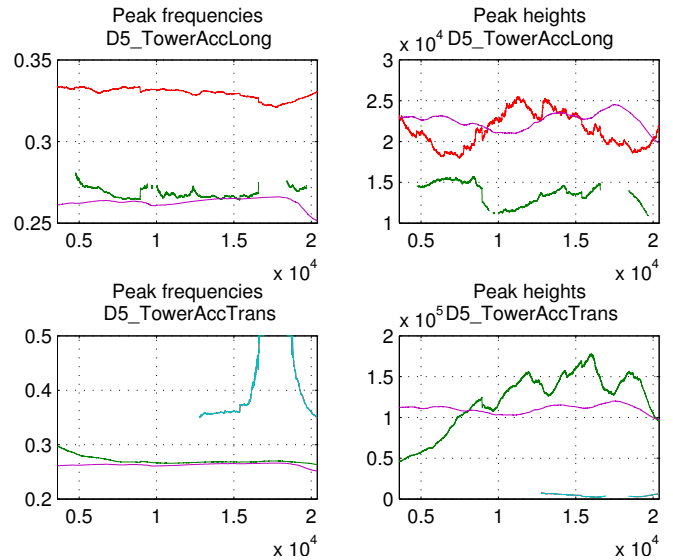 Peak frequencies
D5_TowerAccLong
0.35
0.3
0.25
0.5
1
1.5
2
x 10^4
Peak heights
x 10^4 D5_TowerAccLong
3
2.5
2
1.5
1
0.5
1
1.5
2
x 10^4
Peak frequencies
D5_TowerAccTrans
0.5
0.4
0.3
0.2
0.5
1
1.5
2
x 10^4
Peak heights
x 10^5 D5_TowerAccTrans
2
1.5
1
0.5
0
0.5
1
1.5
2
x 10^4